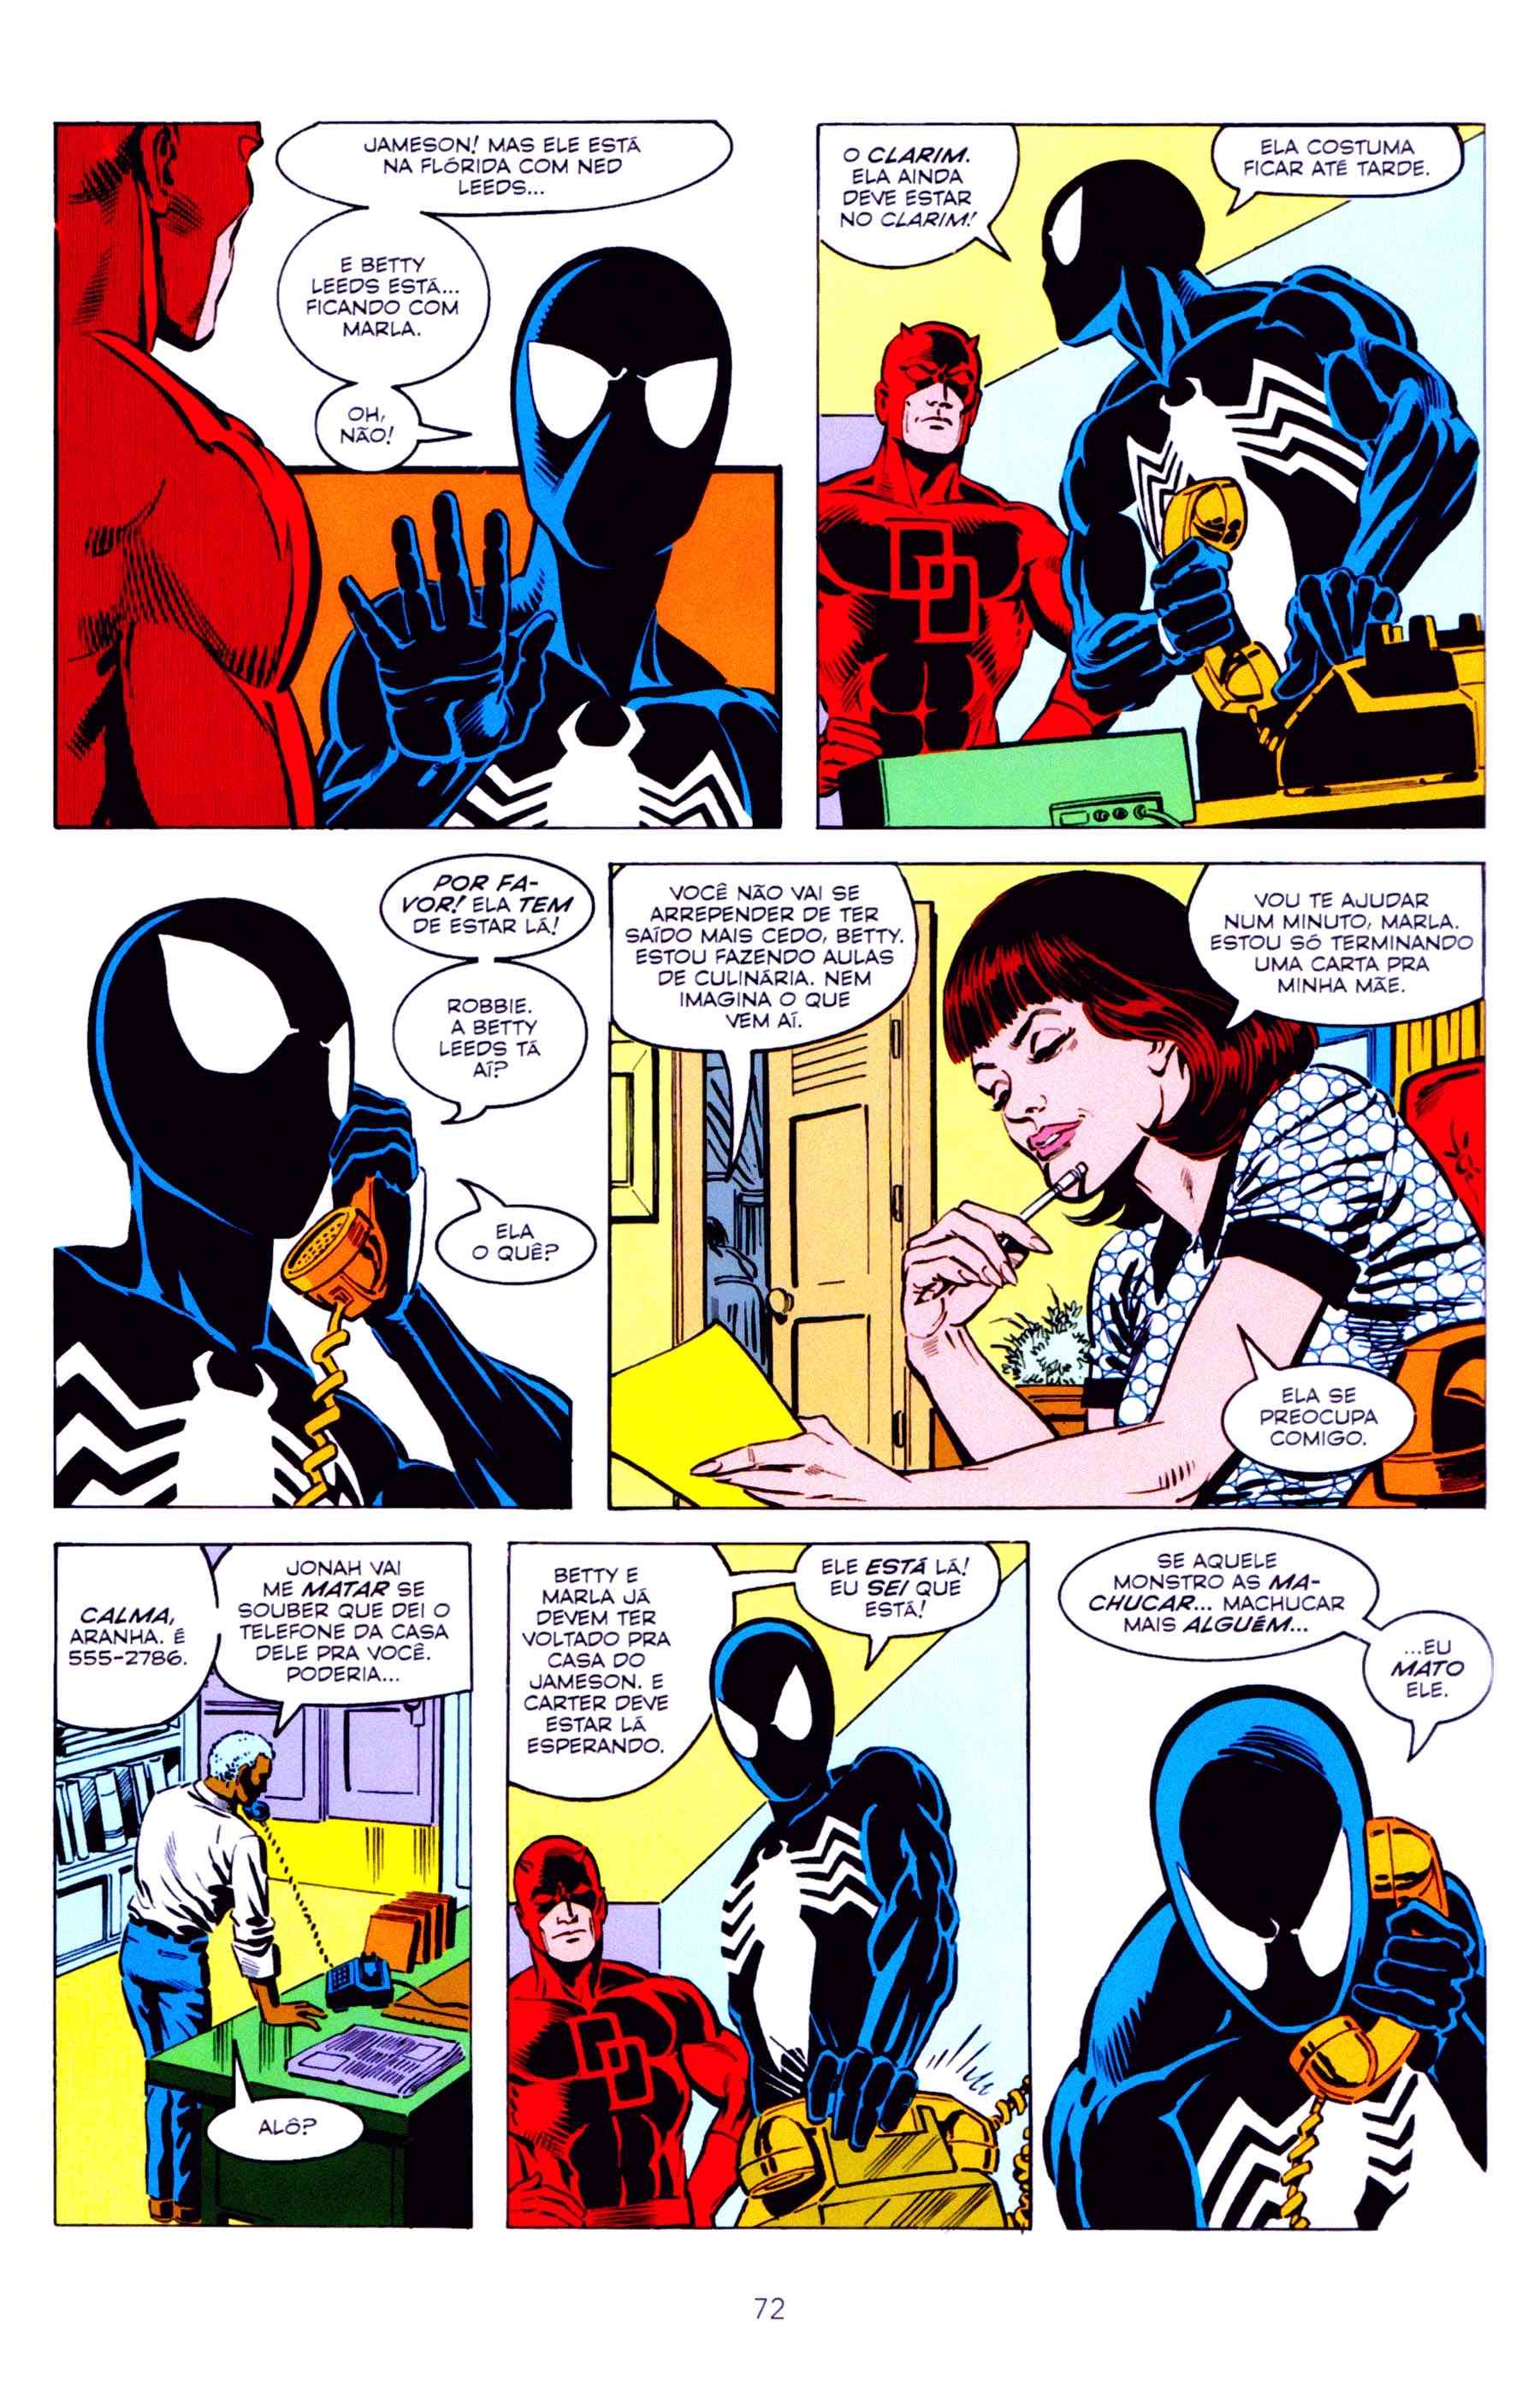 JAMESON! MAS ELE ESTÁ
NA FLÓRIDA COM NED
LEEDS...
E BETTY
LEEDS ESTÁ...
FICANDO COM
MARLA.
OH,
NÃO!
O CLARIM.
ELA AINDA
DEVE ESTAR
NO CLARIM!
ELA COSTUMA
FICAR ATÉ TARDE.
POR FA-
VOR! ELA TEM
DE ESTAR LÁ!
ROBBIE.
A BETTY
LEEDS TÁ
AÍ?
ELA
O QUÊ?
VOCÊ NÃO VAI SE
ARREPENDER DE TER
SAÍDO MAIS CEDO, BETTY.
ESTOU FAZENDO AULAS
DE CULINÁRIA. NEM
IMAGINA O QUE
VEM AÍ.
VOU TE AJUDAR
NUM MINUTO, MARLA.
ESTOU SÓ TERMINANDO
UMA CARTA PRA
MINHA MÃE.
ELA SE
PREOCUPA
COMIGO.
CALMA,
ARANHA. É
555-2786.
JONAH VAI
ME MATAR SE
SOUBER QUE DEI O
TELEFONE DA CASA
DELE PRA VOCÊ.
PODERIA...
ALÔ?
BETTY E
MARLA JÁ
DEVEM TER
VOLTADO PRA
CASA DO
JAMESON. E
CARTER DEVE
ESTAR LÁ
ESPERANDO.
ELE ESTÁ LÁ!
EU SEI QUE
ESTÁ!
SE AQUELE
MONSTRO AS MA-
CHUCAR... MACHUCAR
MAIS ALGUÉM...
...EU
MATO
ELE.
72